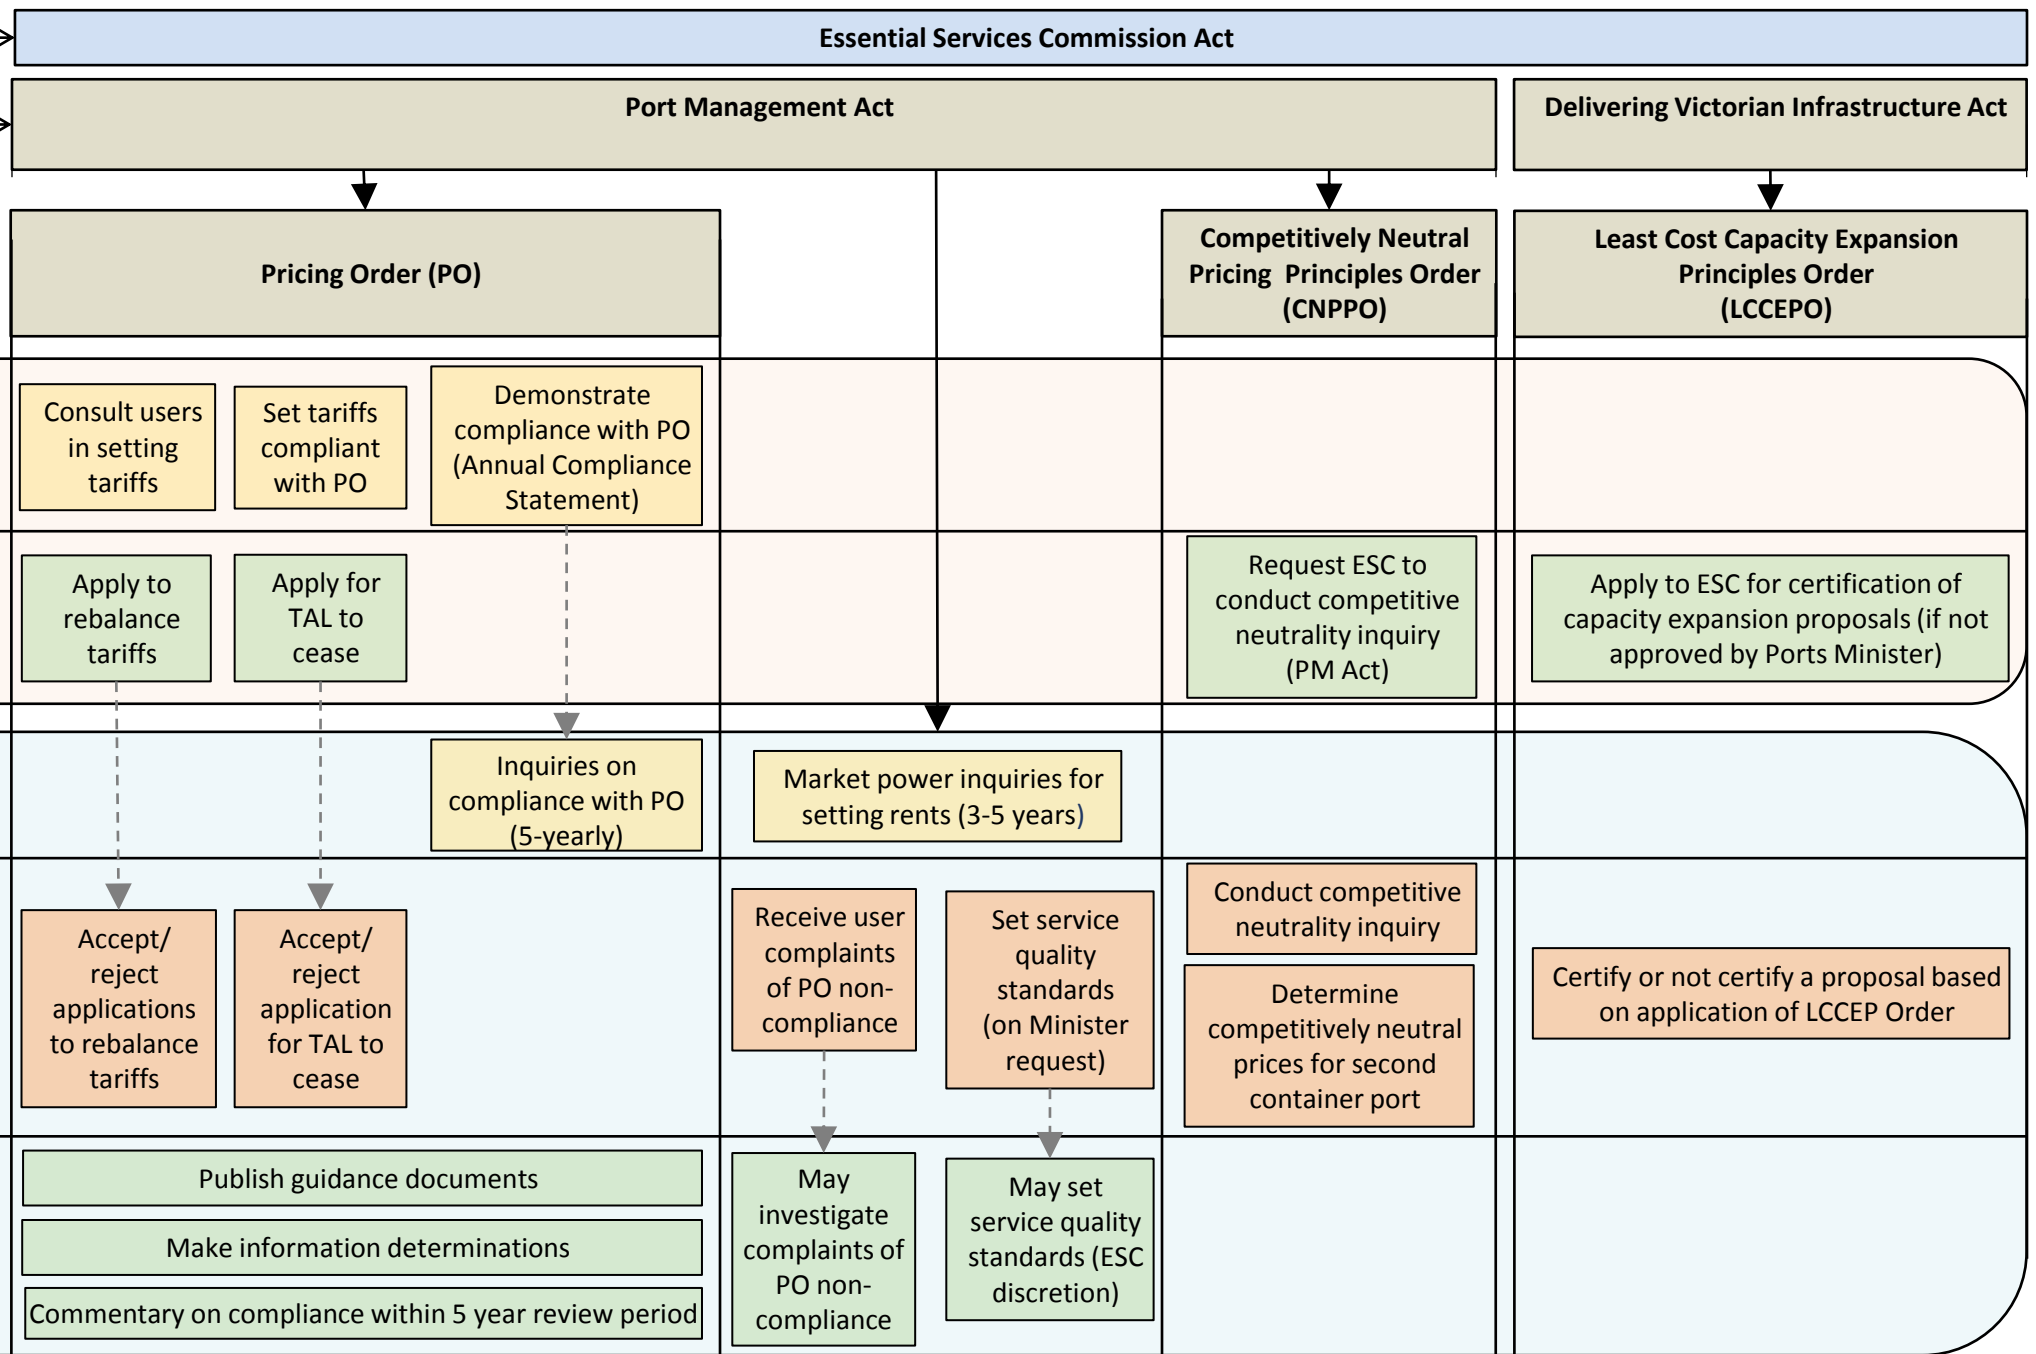 Essential Services Commission Act
Port Management Act
Delivering Victorian Infrastructure Act
Pricing Order (PO)
Competitively Neutral
Pricing Principles Order
(CNPPO)
Least Cost Capacity Expansion
Principles Order
(LCCEPO)
Consult users
in setting
tariffs
Set tariffs
compliant
with PO
Demonstrate
compliance with PO
(Annual Compliance
Statement)
Apply to
rebalance
tariffs
Apply for
TAL to
cease
Request ESC to
conduct competitive
neutrality inquiry
(PM Act)
Apply to ESC for certification of
capacity expansion proposals (if not
approved by Ports Minister)
Inquiries on
compliance with PO
(5-yearly)
Market power inquiries for
setting rents (3-5 years)
Accept/
reject
applications
to rebalance
tariffs
Accept/
reject
application
for TAL to
cease
Receive user
complaints
of PO non-
compliance
Set service
quality
standards
(on Minister
request)
Conduct competitive
neutrality inquiry
Determine
competitively neutral
prices for second
container port
Certify or not certify a proposal based
on application of LCCEP Order
Publish guidance documents
Make information determinations
Commentary on compliance within 5 year review period
May
investigate
complaints of
PO non-
compliance
May set
service quality
standards (ESC
discretion)